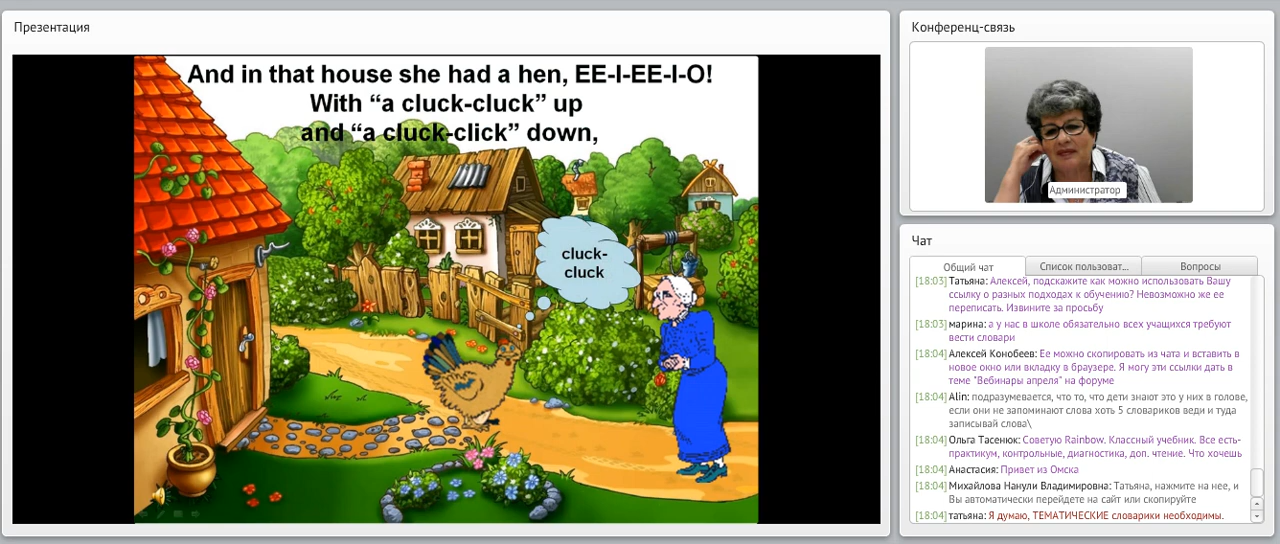 Презентация
And in that house she had a hen, EE-I-EE-I-O!
With “a cluck-cluck” up
and “a cluck-click” down,
cluck-
cluck
Конференц-связь
Администратор
Чат
Общий чат
Список пользоват...
Вопросы
[18:03] Татьяна: Алексей, подскажите как можно использовать Вашу
ссылку о разных подходах к обучению? Невозможно же ее
переписать. Извините за просьбу
[18:03] марина: а у нас в школе обязательно всех учащихся требуют
вести словари
[18:04] Алексей Конобеев: Ее можно скопировать из чата и вставить в
новое окно или вкладку в браузере. Я могу эти ссылки дать в
теме "Вебинары апреля" на форуме
[18:04] Alin: подразумевается, что то, что дети знают это у них в голове,
если они не запоминают слова хоть 5 словариков веди и туда
записывай слова\
[18:04] Ольга Тасенюк: Советую Rainbow. Классный учебник. Все есть-
практикум, контрольные, диагностика, доп. чтение. Что хочешь
[18:04] Анастасия: Привет из Омска
[18:04] Михайлова Нанули Владимировна: Татьяна, нажмите на нее, и
Вы автоматически перейдете на сайт или скопируйте
[18:04] татьяна: Я думаю, ТЕМАТИЧЕСКИЕ словарики необходимы.